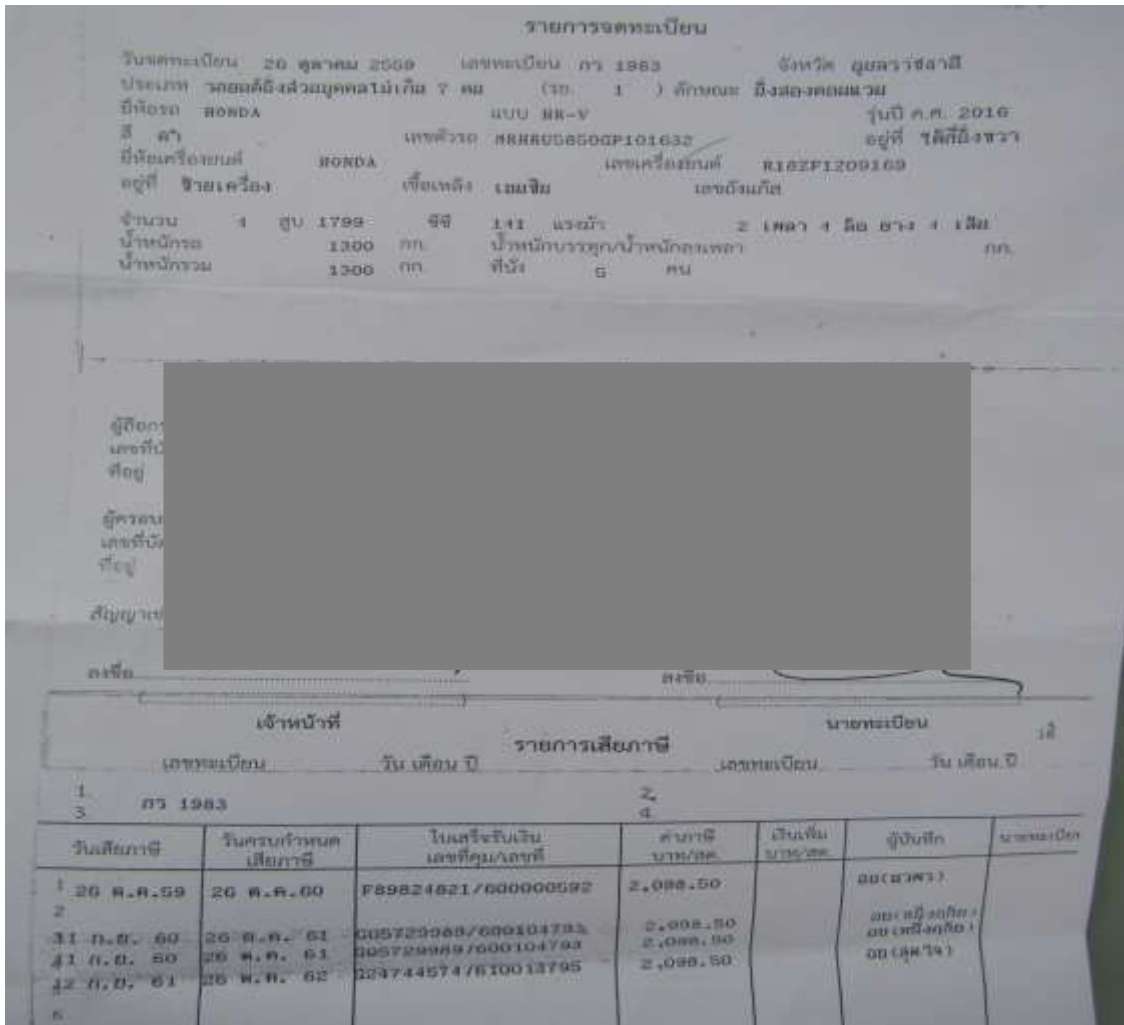 รายการจดทะเบียน
วันจดทะเบียน 26 ตุลาคม 2559 เลขทะเบียน กว 1983 จังหวัด อุบลราชธานี
ประเภท รถยนต์นั่งส่วนบุคคลไม่เกิน 7 คน (รย. 1 ) ลักษณะ นั่งสองตอนแวน
ยี่ห้อรถ HONDA แบบ HR-V รุ่นปี ค.ศ. 2016
สี ดำ เลขตัวรถ MRHRU5850GP101632 อยู่ที่ ใต้ที่นั่งขวา
ยี่ห้อเครื่องยนต์ HONDA เลขเครื่องยนต์ R18ZF1209169
อยู่ที่ ซ้ายเครื่อง เชื้อเพลิง เบนซิน เลขถังแก๊ส
จำนวน 4 สูบ 1799 ซีซี 141 แรงม้า 2 เพลา 4 ล้อ ยาง 4 เส้น
น้ำหนักรถ 1300 กก. น้ำหนักบรรทุก/น้ำหนักลงเพลา กก.
น้ำหนักรวม 1300 กก. ที่นั่ง 5 คน
ที่อยู่
ที่อยู่
ลงชื่อ ลงชื่อ
เจ้าหน้าที่ นายทะเบียน
รายการเสียภาษี
เลขทะเบียน วัน เดือน ปี เลขทะเบียน วัน เดือน ปี
1. กว 1983 2.
3. 4.
วันเสียภาษี วันครบกำหนดเสียภาษี ใบเสร็จรับเงิน เลขที่คุม/เลขที่ ค่าภาษี บาท/สต. เงินเพิ่ม บาท/สต. ผู้บันทึก
1 26 ต.ค.59 26 ต.ค.60 F89824821/600000592 2,098.50
2
31 ก.ย. 60 26 ต.ค. 61 G05729989/600104793 2,098.50
41 ก.ย. 60 26 ต.ค. 61 G05729989/600104793 2,098.50
12 ก.ย. 61 26 ต.ค. 62 G24744574/610013795 2,098.50
6